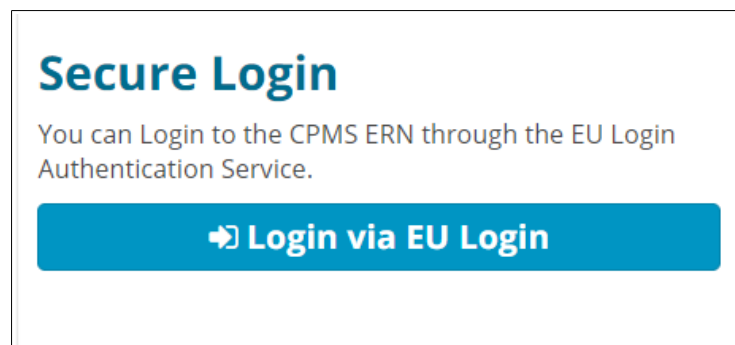 Secure Login
You can Login to the CPMS ERN through the EU Login
Authentication Service.
Login via EU Login